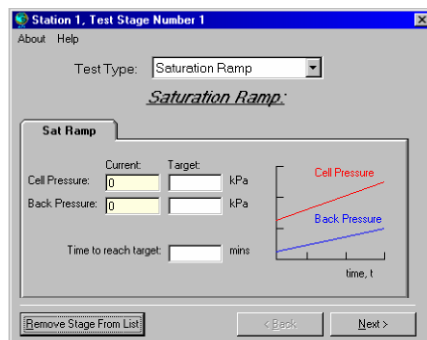 Station 1, Test Stage Number 1
About Help
Test Type: Saturation Ramp
Saturation Ramp:
Sat Ramp
Current: Target:
Cell Pressure: 0 kPa
Back Pressure: 0 kPa
Time to reach target: mins
Cell Pressure
Back Pressure
time, t
Remove Stage From List < Back Next >